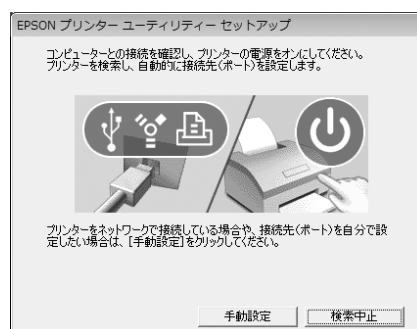 EPSON プリンター ユーティリティー セットアップ
コンピューターとの接続を確認し、プリンターの電源をオンにしてください。
プリンターを検索し、自動的に接続先(ポート)を設定します。
プリンターをネットワークで接続している場合や、接続先(ポート)を自分で設
定したい場合は、[手動設定]をクリックしてください。
手動設定
検索中止